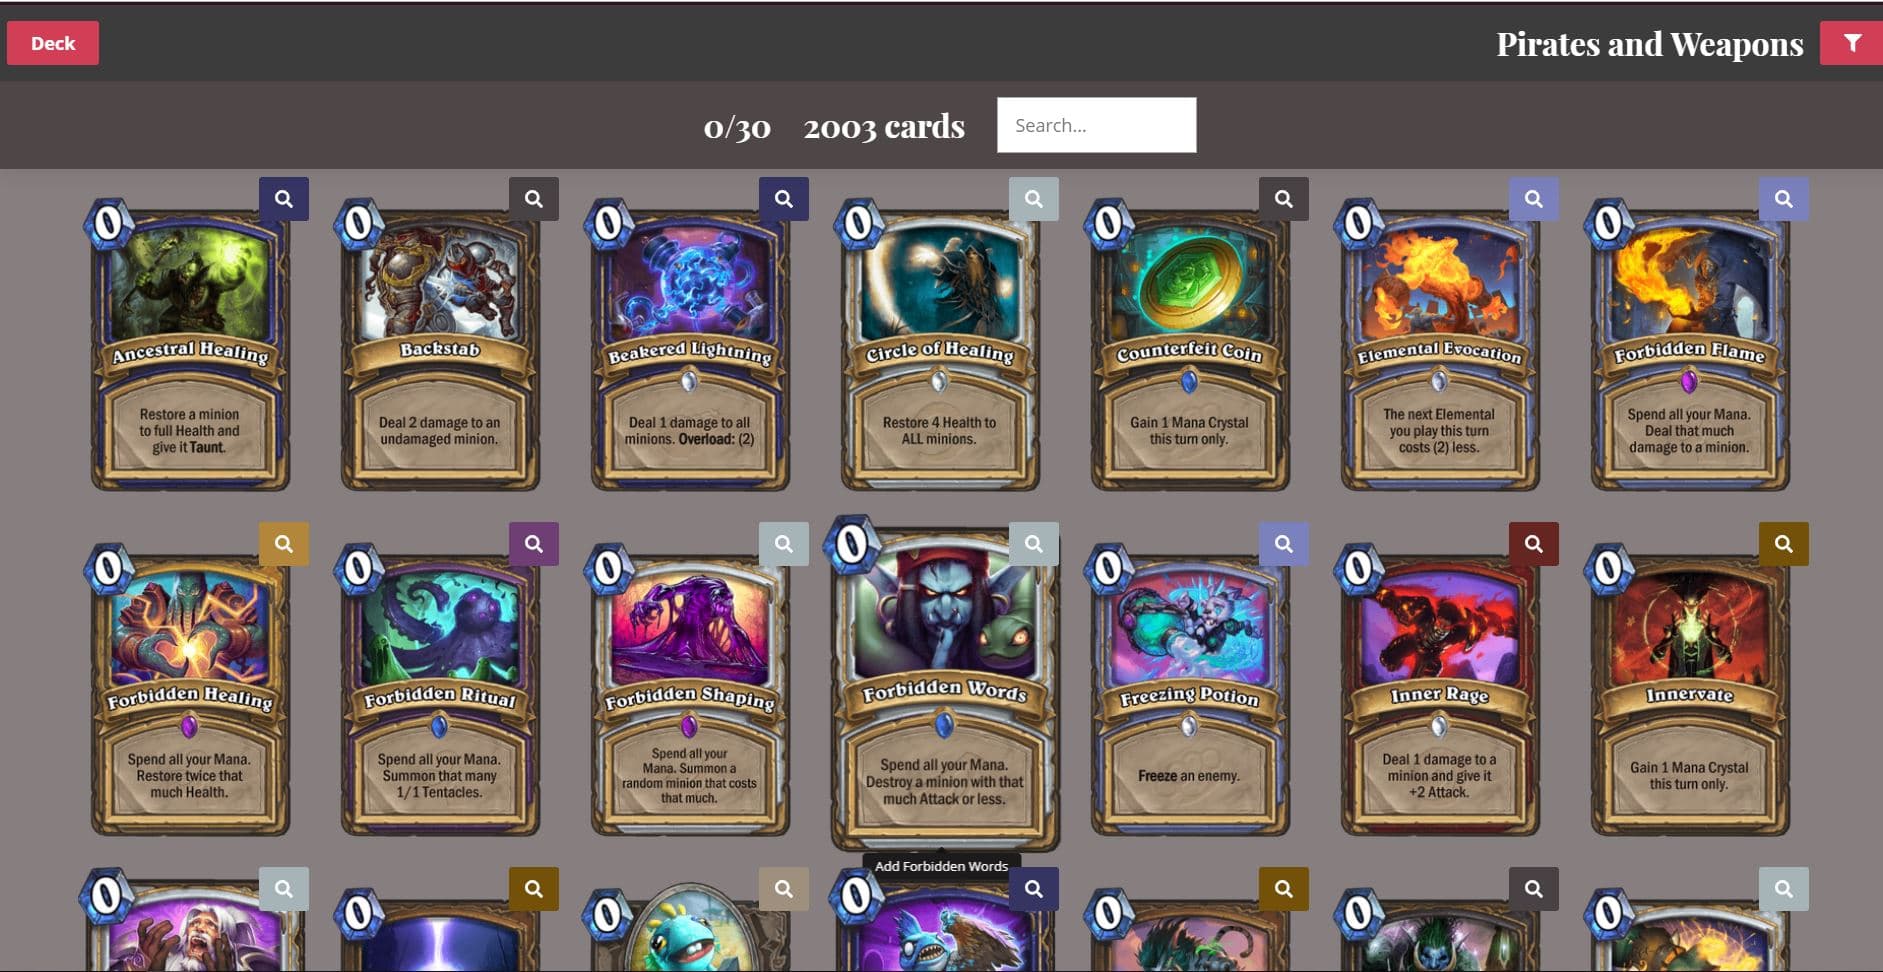 Deck
Pirates and Weapons
0/30 2003 cards Search...
0 0 0 0 0 0 0
Ancestral Healing
Restore a minion
to full Health and
give it Taunt.
Backstab
Deal 2 damage to an
undamaged minion.
Beakered Lightning
Deal 1 damage to all
minions. Overload: (2)
Circle of Healing
Restore 4 Health to
ALL minions.
Counterfeit Coin
Gain 1 Mana Crystal
this turn only.
Elemental Evocation
The next Elemental
you play this turn
costs (2) less.
Forbidden Flame
Spend all your Mana.
Deal that much
damage to a minion.
0 0 0 0 0 0 0
Forbidden Healing
Spend all your Mana.
Restore twice that
much Health.
Forbidden Ritual
Spend all your Mana.
Summon that many
1/1 Tentacles.
Forbidden Shaping
Spend all your
Mana. Summon a
random minion that costs
that much.
Forbidden Words
Spend all your Mana.
Destroy a minion with that
much Attack or less.
Freezing Potion
Freeze an enemy.
Inner Rage
Deal 1 damage to a
minion and give it
+2 Attack.
Innervate
Gain 1 Mana Crystal
this turn only.
Add Forbidden Words
0 0 0 0 0 0 0